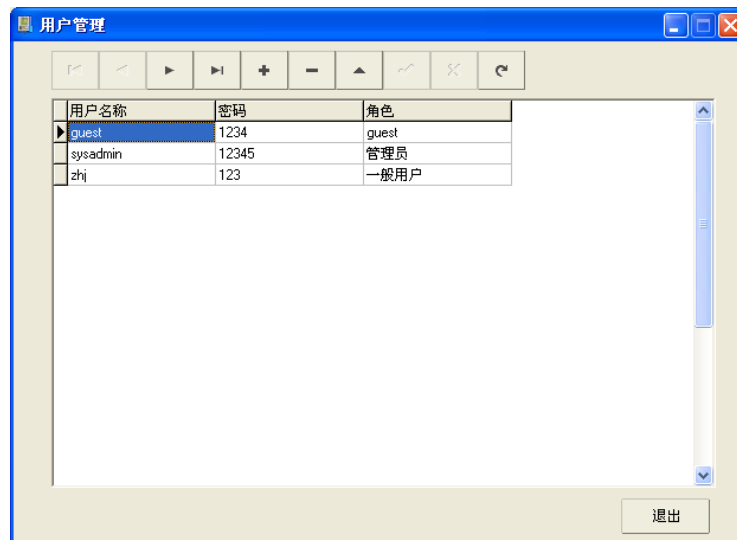 用户管理
用户名称 密码 角色
guest 1234 guest
sysadmin 12345 管理员
zhj 123 一般用户
退出